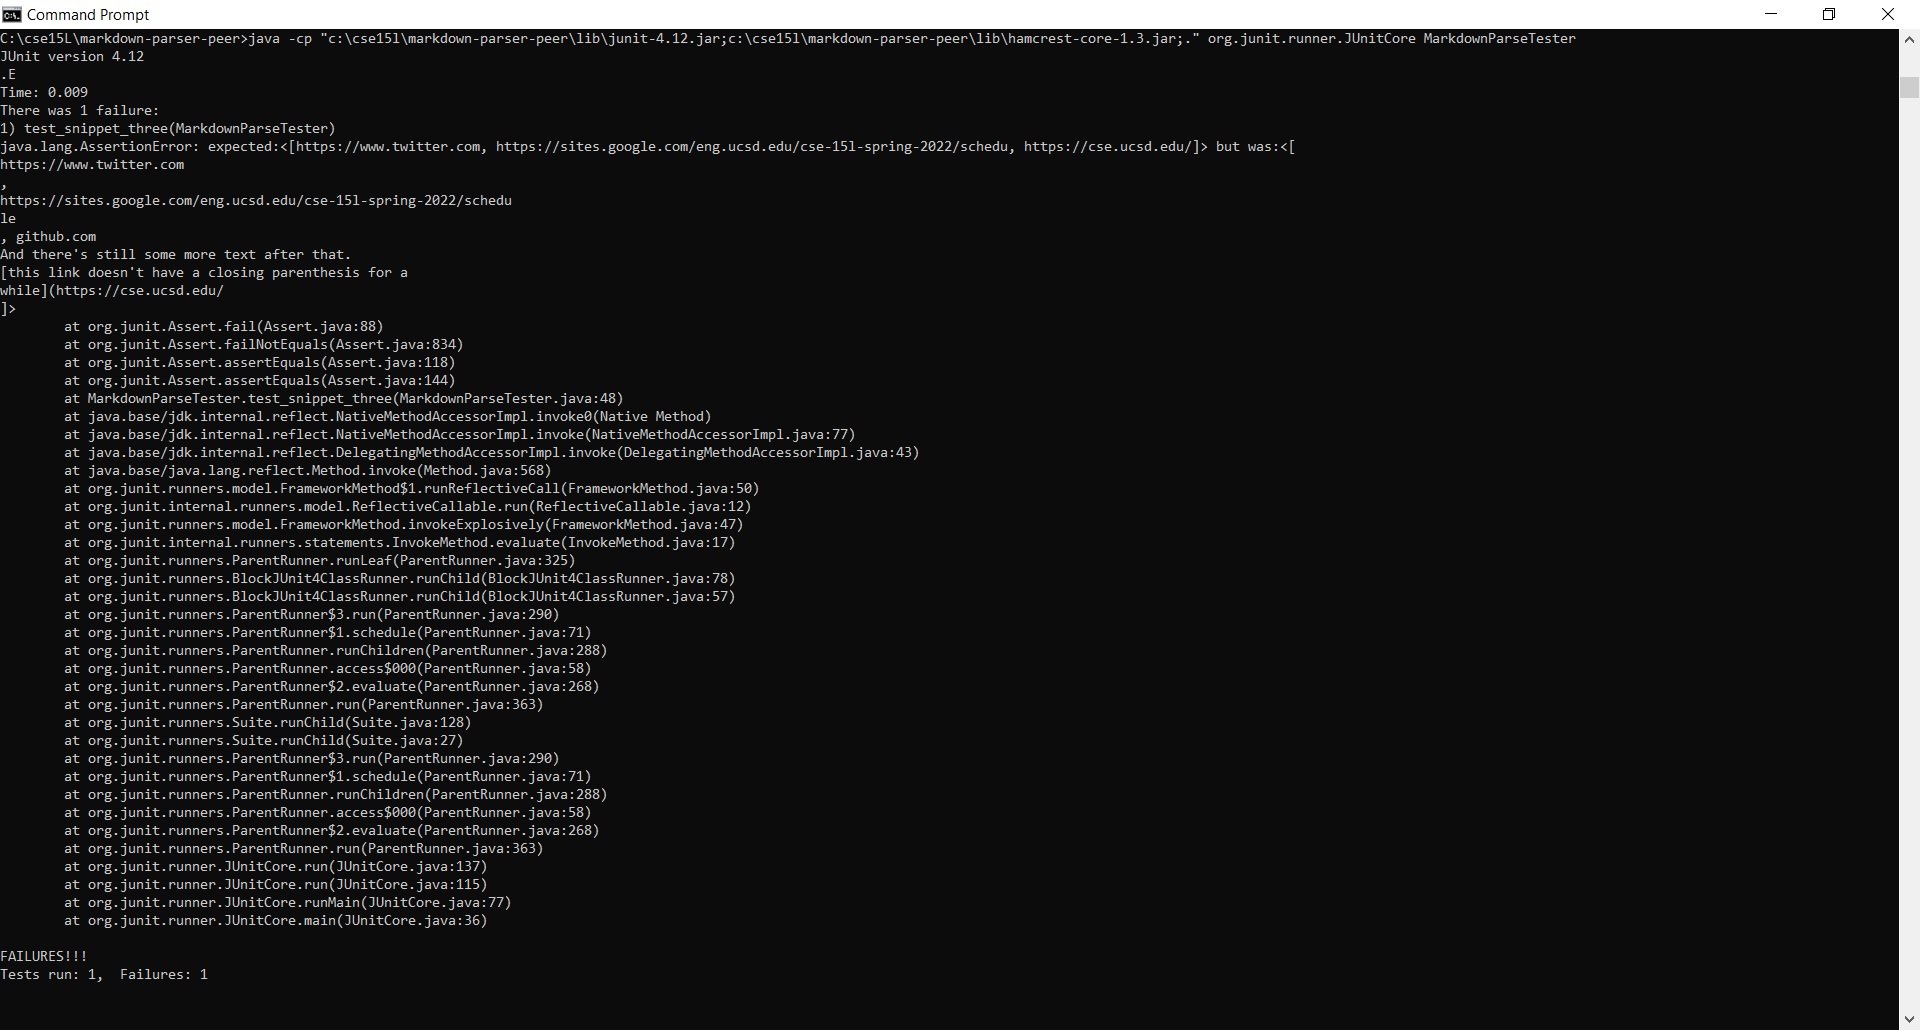 Command Prompt
C:\cse15L\markdown-parser-peer>java -cp "c:\cse15l\markdown-parser-peer\lib\junit-4.12.jar;c:\cse15l\markdown-parser-peer\lib\hamcrest-core-1.3.jar;." org.junit.runner.JUnitCore MarkdownParseTester
JUnit version 4.12
.E
Time: 0.009
There was 1 failure:
1) test_snippet_three(MarkdownParseTester)
java.lang.AssertionError: expected:<[https://www.twitter.com, https://sites.google.com/eng.ucsd.edu/cse-15l-spring-2022/schedu, https://cse.ucsd.edu/]> but was:<[
https://www.twitter.com
,
https://sites.google.com/eng.ucsd.edu/cse-15l-spring-2022/schedu
le
, github.com
And there's still some more text after that.
[this link doesn't have a closing parenthesis for a
while](https://cse.ucsd.edu/
]>
at org.junit.Assert.fail(Assert.java:88)
at org.junit.Assert.failNotEquals(Assert.java:834)
at org.junit.Assert.assertEquals(Assert.java:118)
at org.junit.Assert.assertEquals(Assert.java:144)
at MarkdownParseTester.test_snippet_three(MarkdownParseTester.java:48)
at java.base/jdk.internal.reflect.NativeMethodAccessorImpl.invoke0(Native Method)
at java.base/jdk.internal.reflect.NativeMethodAccessorImpl.invoke(NativeMethodAccessorImpl.java:77)
at java.base/jdk.internal.reflect.DelegatingMethodAccessorImpl.invoke(DelegatingMethodAccessorImpl.java:43)
at java.base/java.lang.reflect.Method.invoke(Method.java:568)
at org.junit.runners.model.FrameworkMethod$1.runReflectiveCall(FrameworkMethod.java:50)
at org.junit.internal.runners.model.ReflectiveCallable.run(ReflectiveCallable.java:12)
at org.junit.runners.model.FrameworkMethod.invokeExplosively(FrameworkMethod.java:47)
at org.junit.internal.runners.statements.InvokeMethod.evaluate(InvokeMethod.java:17)
at org.junit.runners.ParentRunner.runLeaf(ParentRunner.java:325)
at org.junit.runners.BlockJUnit4ClassRunner.runChild(BlockJUnit4ClassRunner.java:78)
at org.junit.runners.BlockJUnit4ClassRunner.runChild(BlockJUnit4ClassRunner.java:57)
at org.junit.runners.ParentRunner$3.run(ParentRunner.java:290)
at org.junit.runners.ParentRunner$1.schedule(ParentRunner.java:71)
at org.junit.runners.ParentRunner.runChildren(ParentRunner.java:288)
at org.junit.runners.ParentRunner.access$000(ParentRunner.java:58)
at org.junit.runners.ParentRunner$2.evaluate(ParentRunner.java:268)
at org.junit.runners.ParentRunner.run(ParentRunner.java:363)
at org.junit.runners.Suite.runChild(Suite.java:128)
at org.junit.runners.Suite.runChild(Suite.java:27)
at org.junit.runners.ParentRunner$3.run(ParentRunner.java:290)
at org.junit.runners.ParentRunner$1.schedule(ParentRunner.java:71)
at org.junit.runners.ParentRunner.runChildren(ParentRunner.java:288)
at org.junit.runners.ParentRunner.access$000(ParentRunner.java:58)
at org.junit.runners.ParentRunner$2.evaluate(ParentRunner.java:268)
at org.junit.runners.ParentRunner.run(ParentRunner.java:363)
at org.junit.runner.JUnitCore.run(JUnitCore.java:137)
at org.junit.runner.JUnitCore.run(JUnitCore.java:115)
at org.junit.runner.JUnitCore.runMain(JUnitCore.java:77)
at org.junit.runner.JUnitCore.main(JUnitCore.java:36)
FAILURES!!!
Tests run: 1,  Failures: 1